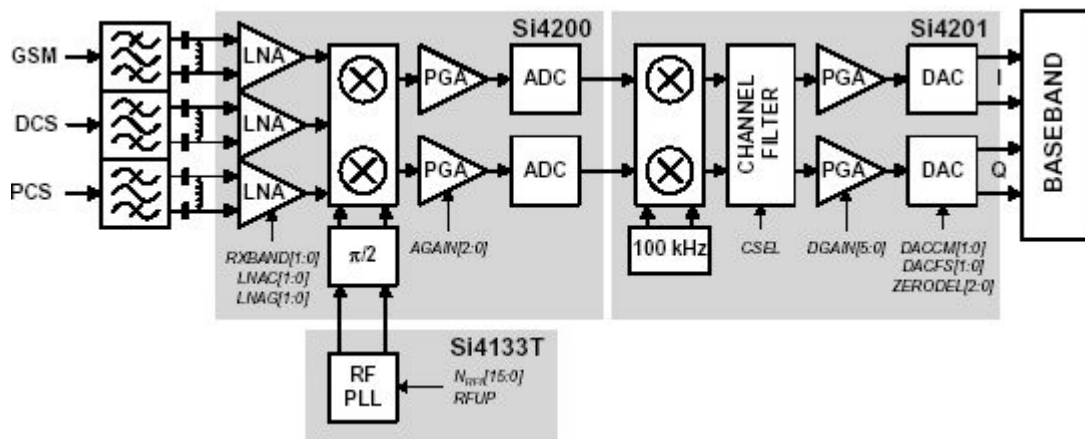 Si4200
Si4201
GSM
LNA
PGA
ADC
PGA
DAC
I
DCS
LNA
CHANNEL
FILTER
BASEBAND
PCS
LNA
PGA
ADC
PGA
DAC
Q
RXBAND[1:0]
LNAC[1:0]
LNAG[1:0]
π/2
AGAIN[2:0]
100 kHz
CSEL
DGAIN[5:0]
DACCM[1:0]
DACFS[1:0]
ZERODEL[2:0]
Si4133T
RF
PLL
NRF1[15:0]
RFUP